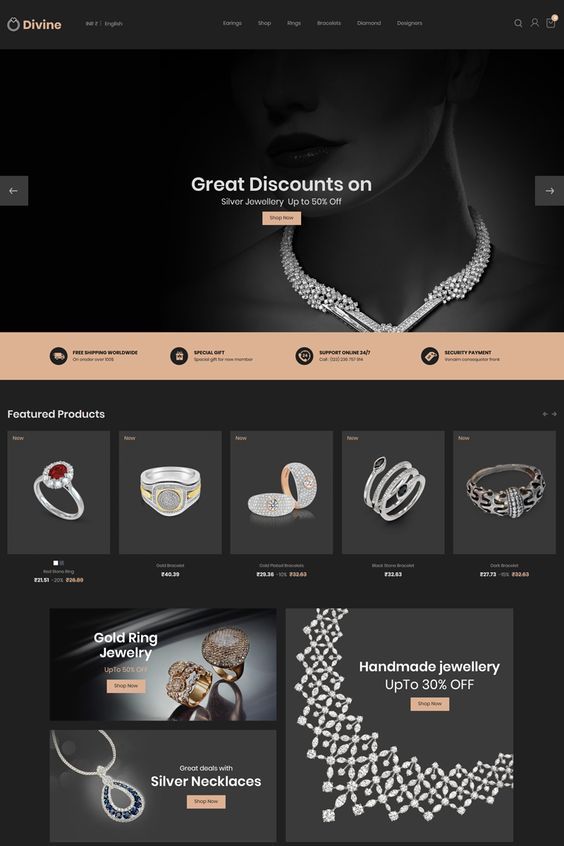 Divine
INR ₹ | English
Earings Shop Rings Bracelets Diamond Designers
Great Discounts on
Silver Jewellery Up to 50% Off
Shop Now
FREE SHIPPING WORLDWIDE
On order over 100$
SPECIAL GIFT
Special gift for new member
SUPPORT ONLINE 24/7
Call : (123) 236 757 914
SECURITY PAYMENT
front
Featured Products
New
New
New
New
New
Red Stone Ring
₹21.51 -20% ₹26.89
Gold Bracelet
₹40.39
Gold Plated Bracelets
₹29.36 -10% ₹32.63
Black Stone Bracelet
₹32.63
Dark Bracelet
₹27.73 -15% ₹32.63
Gold Ring
Jewelry
UpTo 50% OFF
Shop Now
Handmade jewellery
UpTo 30% OFF
Shop Now
Great deals with
Silver Necklaces
Shop Now